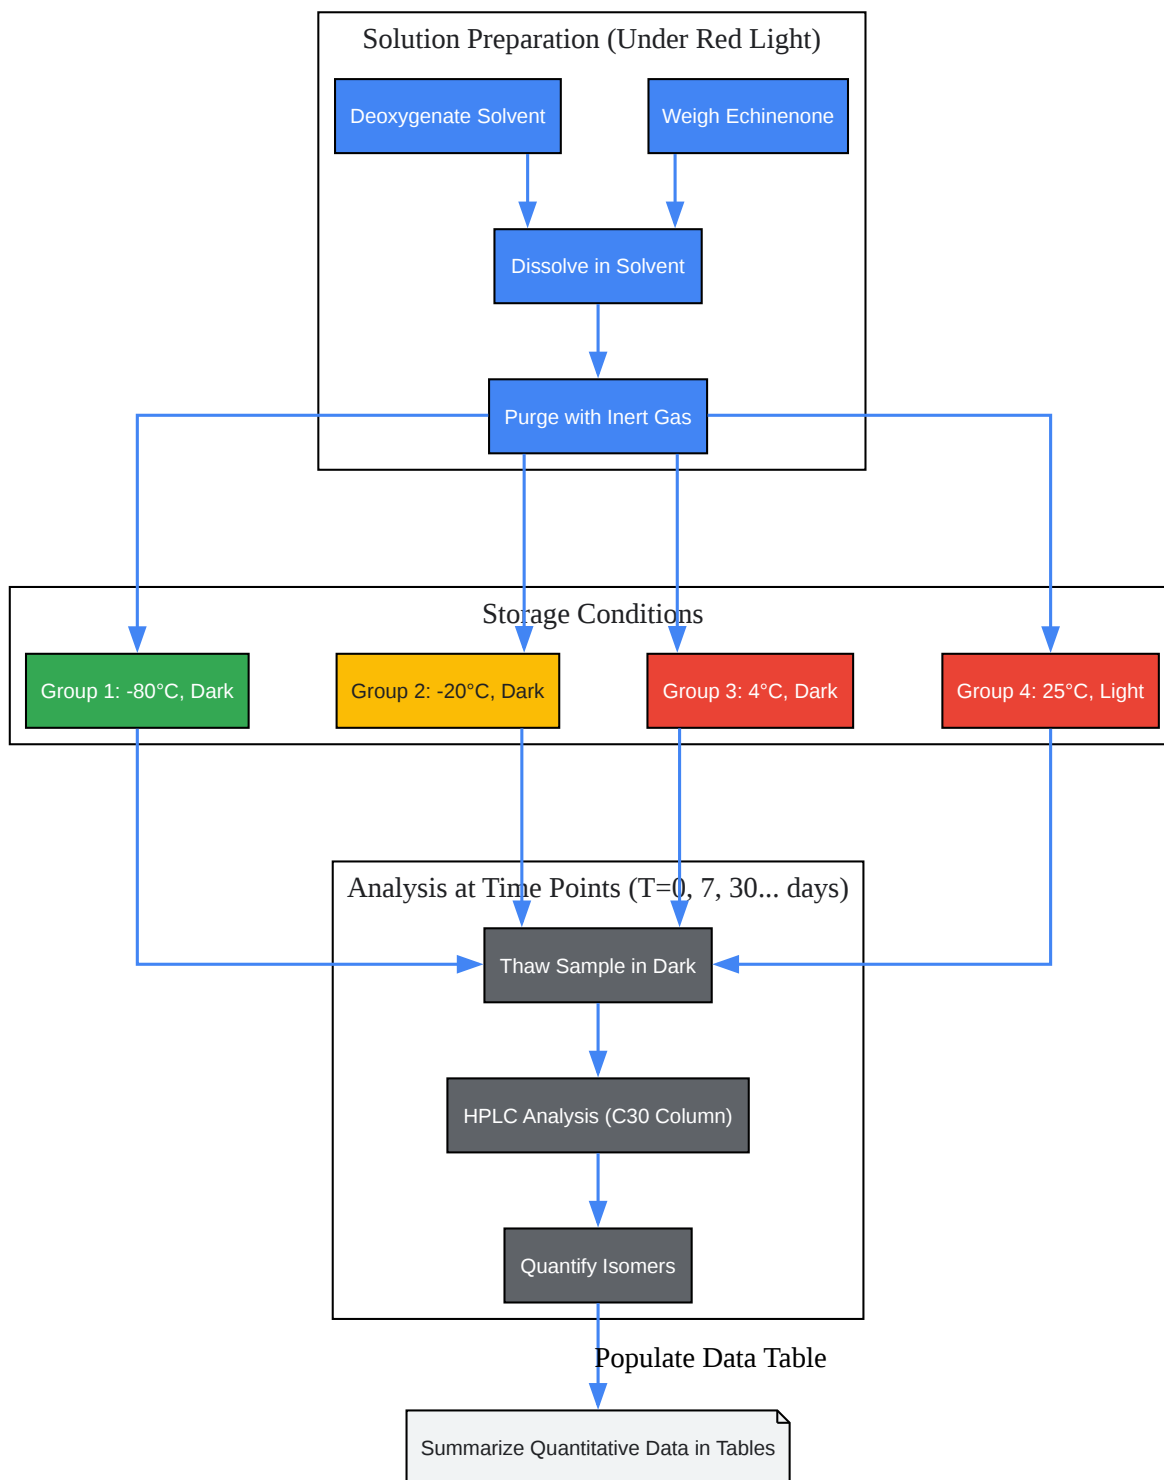 Solution Preparation (Under Red Light)
Deoxygenate Solvent
Weigh Echinenone
Dissolve in Solvent
Purge with Inert Gas
Storage Conditions
Group 1: -80°C, Dark
Group 2: -20°C, Dark
Group 3: 4°C, Dark
Group 4: 25°C, Light
Analysis at Time Points (T=0, 7, 30... days)
Thaw Sample in Dark
HPLC Analysis (C30 Column)
Quantify Isomers
Populate Data Table
Summarize Quantitative Data in Tables